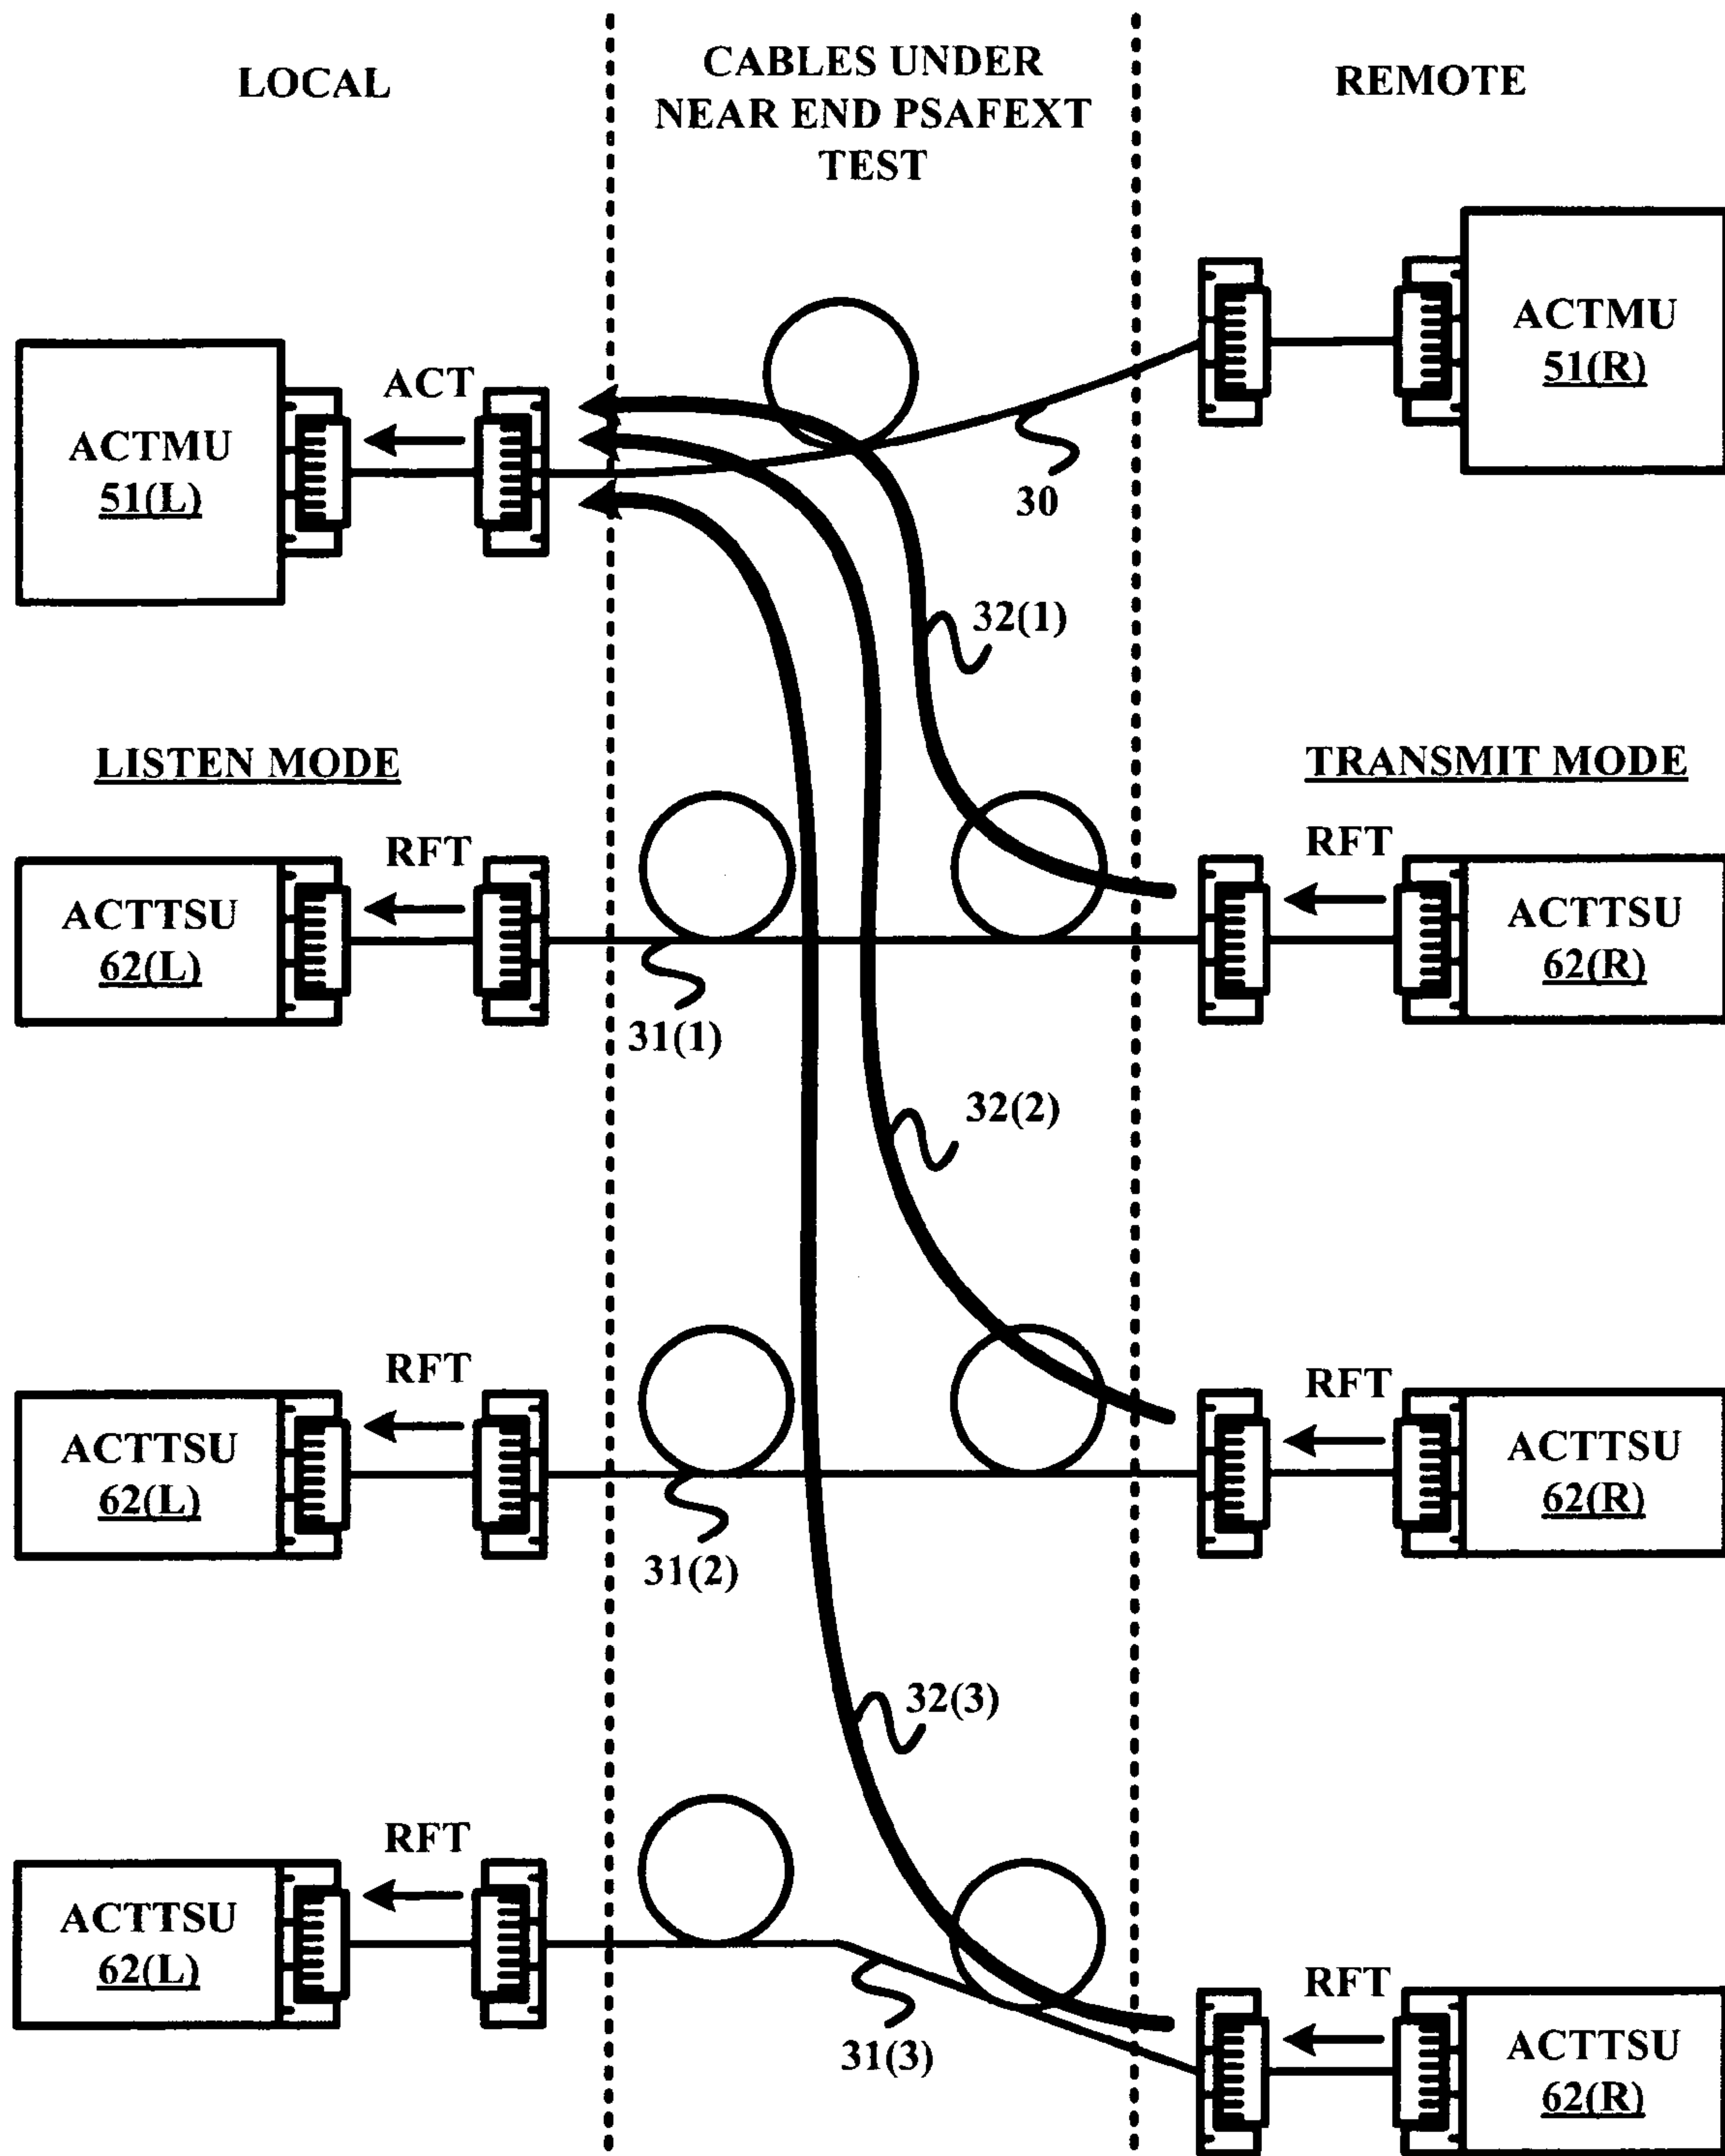 LOCAL
CABLES UNDER
NEAR END PSAFEXT
TEST
REMOTE
ACTMU
51(R)
ACT
ACTMU
51(L)
30
32(1)
LISTEN MODE
TRANSMIT MODE
RFT
RFT
ACTTSU
62(L)
ACTTSU
62(R)
31(1)
32(2)
RFT
RFT
ACTTSU
62(L)
ACTTSU
62(R)
31(2)
32(3)
RFT
ACTTSU
62(L)
RFT
31(3)
ACTTSU
62(R)